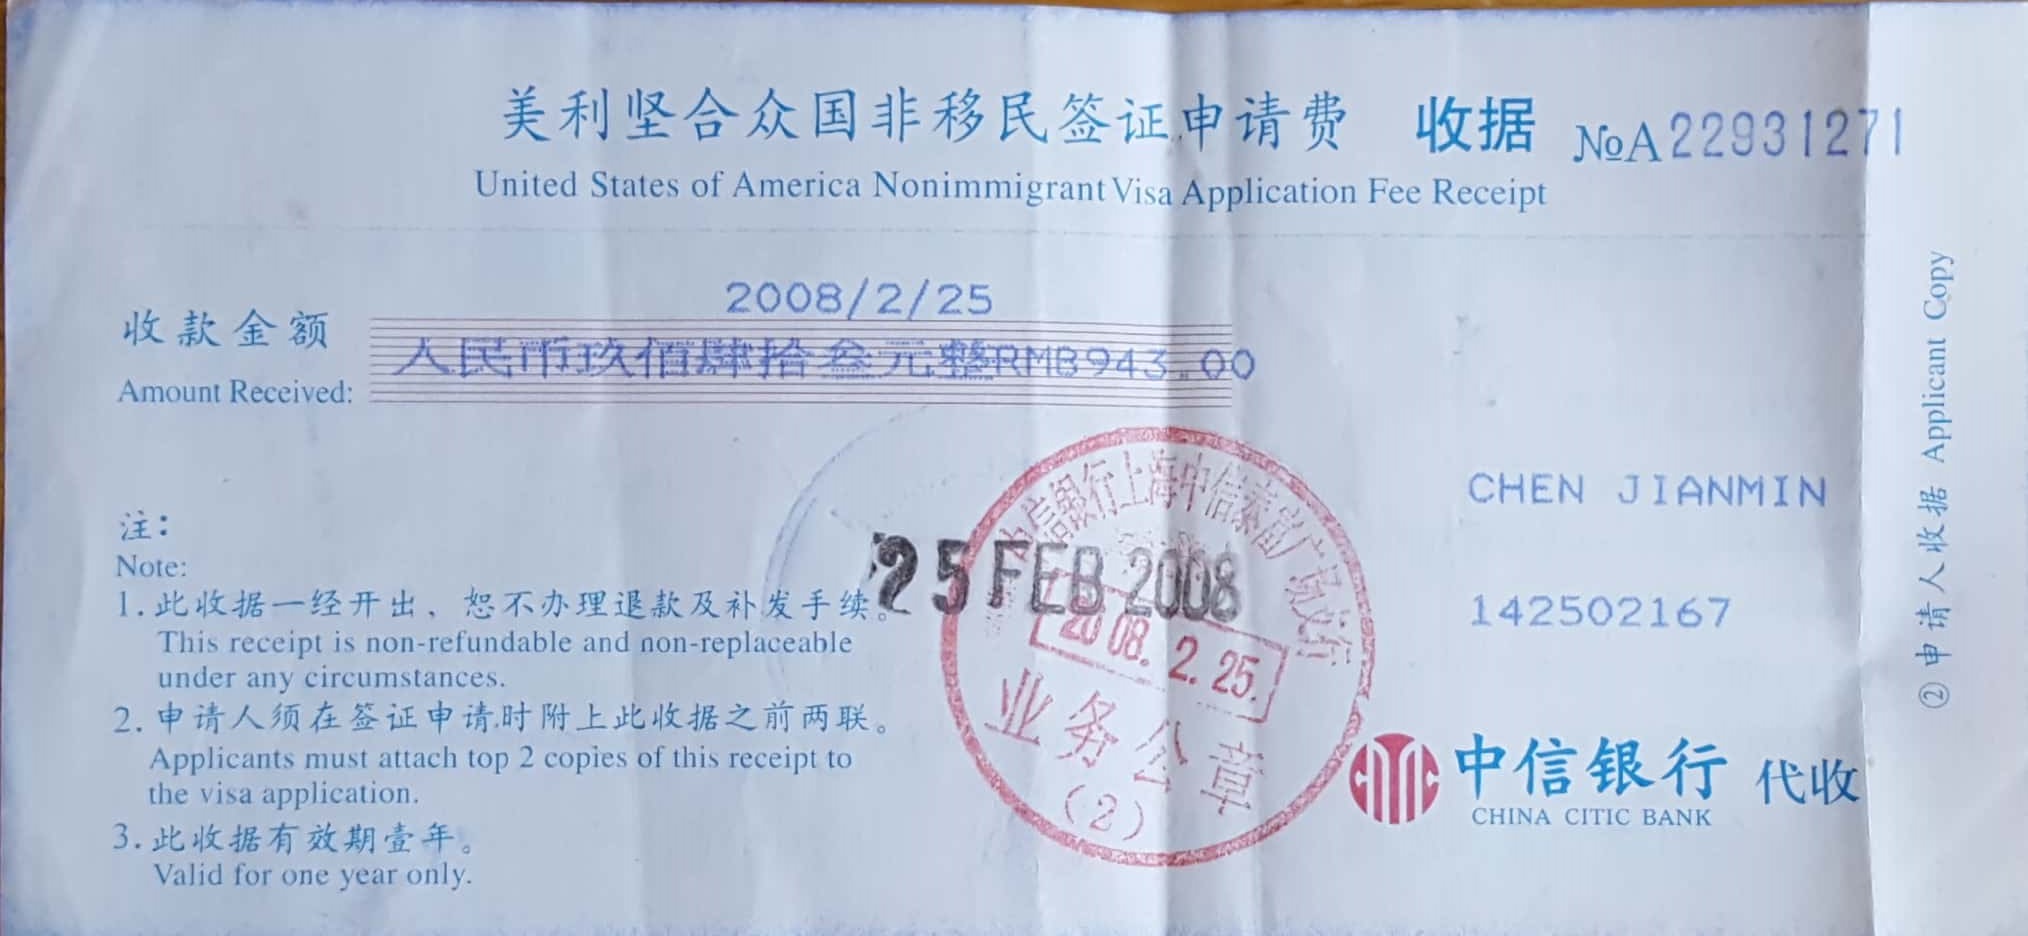 美利坚合众国非移民签证申请费 收据 №A22931271
United States of America Nonimmigrant Visa Application Fee Receipt
2008/2/25
收款金额
人民币玖佰肆拾叁元整RMB943.00
Amount Received:
CHEN JIANMIN
142502167
注:
Note:
1.此收据一经开出，恕不办理退款及补发手续。
This receipt is non-refundable and non-replaceable
under any circumstances.
2.申请人须在签证申请时附上此收据之前两联。
Applicants must attach top 2 copies of this receipt to
the visa application.
3.此收据有效期壹年。
Valid for one year only.
25 FEB 2008
中信银行上海中信泰富广场支行
2008.2.25.
业务公章
(2)
中信银行 代收
CHINA CITIC BANK
②申请人收据 Applicant Copy